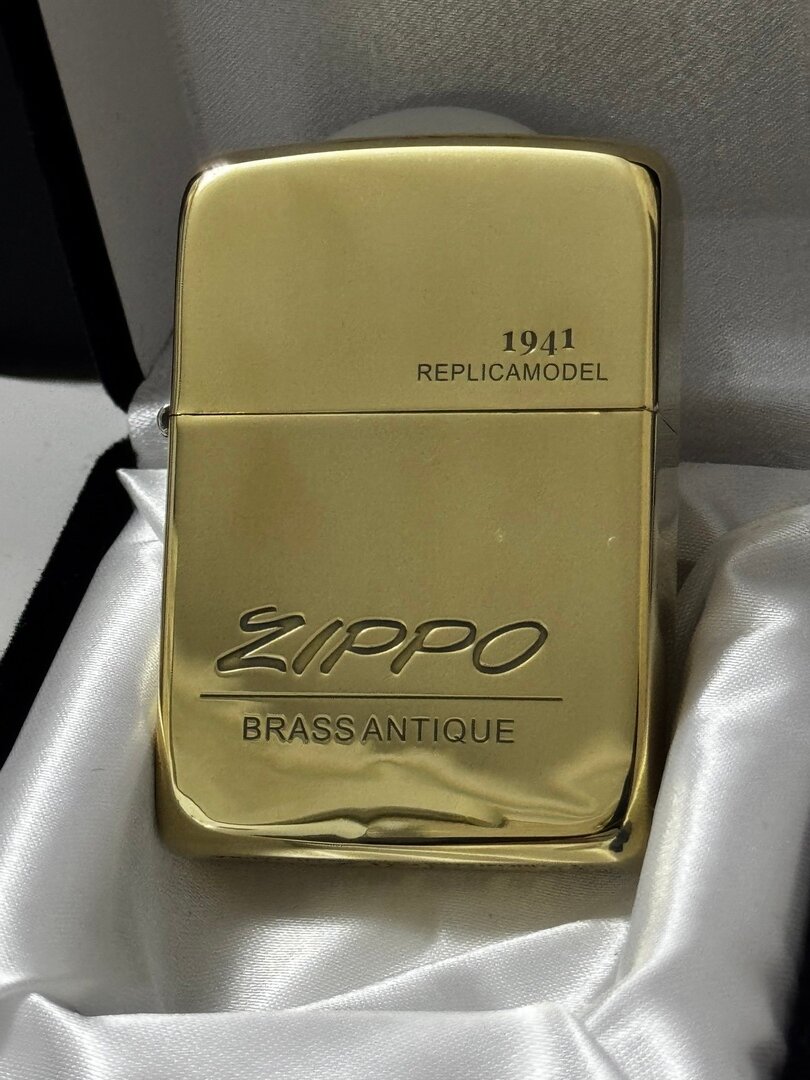 1941
REPLICAMODEL
ZIPPO
BRASS ANTIQUE